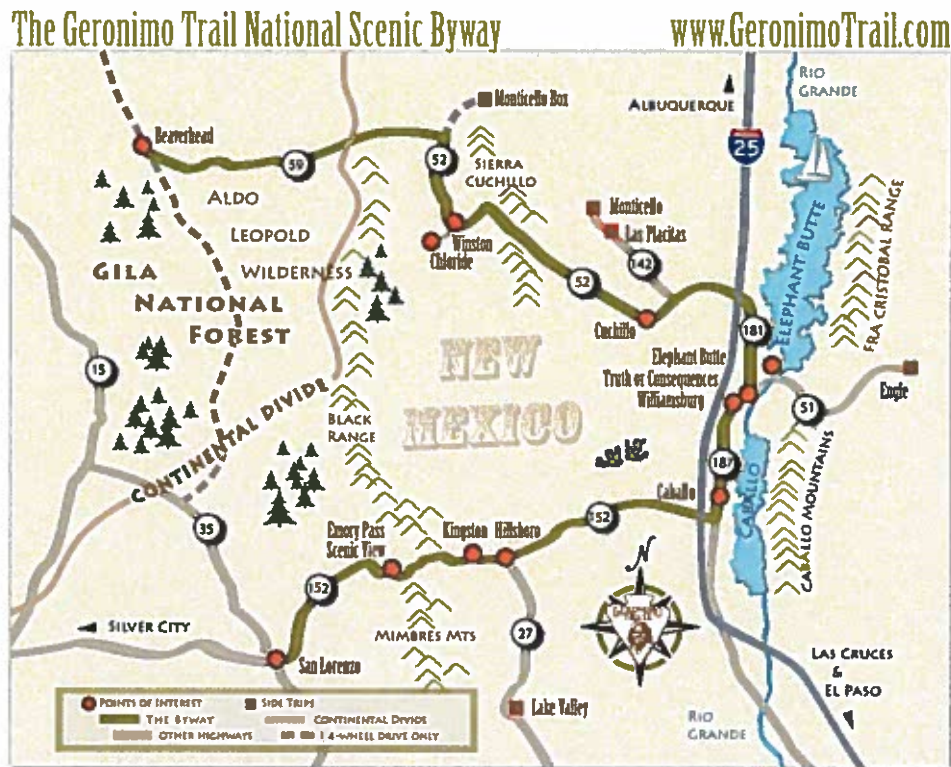 The Geronimo Trail National Scenic Byway
www.GeronimoTrail.com
RIO
GRANDE
ALBUQUERQUE
25
Monticello Box
Beaverhead
59
52
SIERRA
CUCHILLO
ALDO
LEOPOLD
WILDERNESS
GILA
NATIONAL
FOREST
Winston
Chloride
Monticello
Las Placitas
142
52
Cuchillo
ELEPHANT BUTTE
FRA CRISTOBAL RANGE
181
NEW
MEXICO
Elephant Butte
Truth or Consequences
Williamsburg
Engle
51
15
CONTINENTAL DIVIDE
BLACK
RANGE
187
Caballo
CABALLO
CABALLO MOUNTAINS
35
Emory Pass
Scenic View
Kingston
Hillsboro
152
152
N
GERONIMO
TRAIL
SILVER CITY
MIMBRES MTS
27
San Lorenzo
LAS CRUCES
&
EL PASO
Lake Valley
RIO
GRANDE
POINTS OF INTEREST
SIDE TRIPS
THE BYWAY
CONTINENTAL DIVIDE
OTHER HIGHWAYS
4-WHEEL DRIVE ONLY